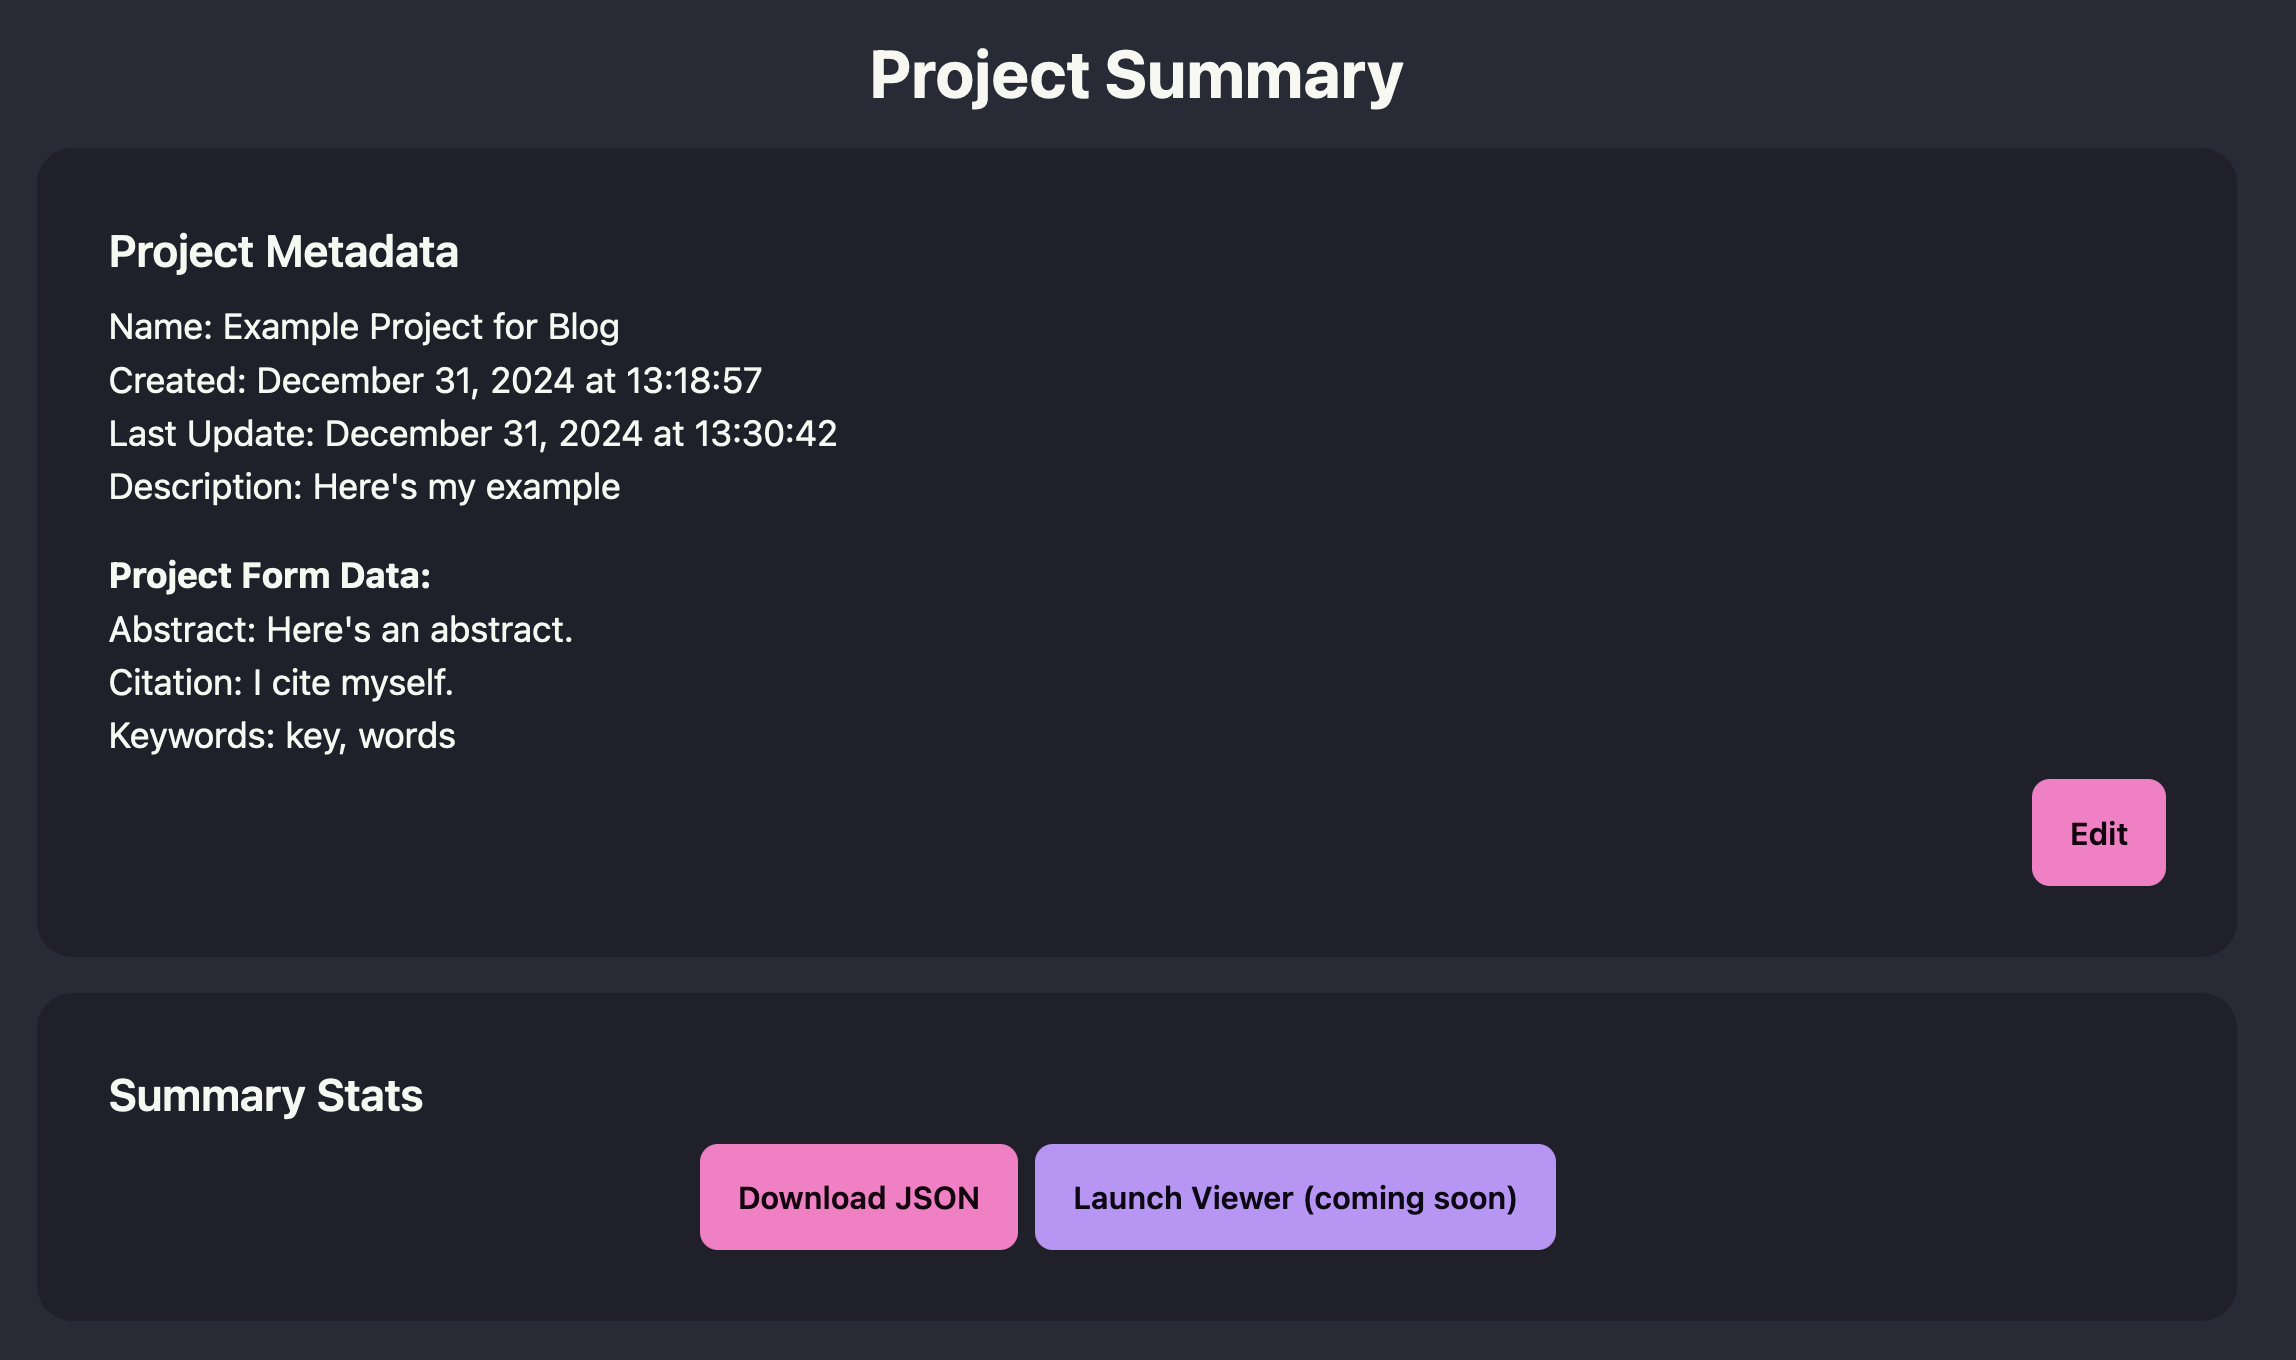 Project Summary
Project Metadata
Name: Example Project for Blog
Created: December 31, 2024 at 13:18:57
Last Update: December 31, 2024 at 13:30:42
Description: Here's my example
Project Form Data:
Abstract: Here's an abstract.
Citation: I cite myself.
Keywords: key, words
Edit
Summary Stats
Download JSON
Launch Viewer (coming soon)